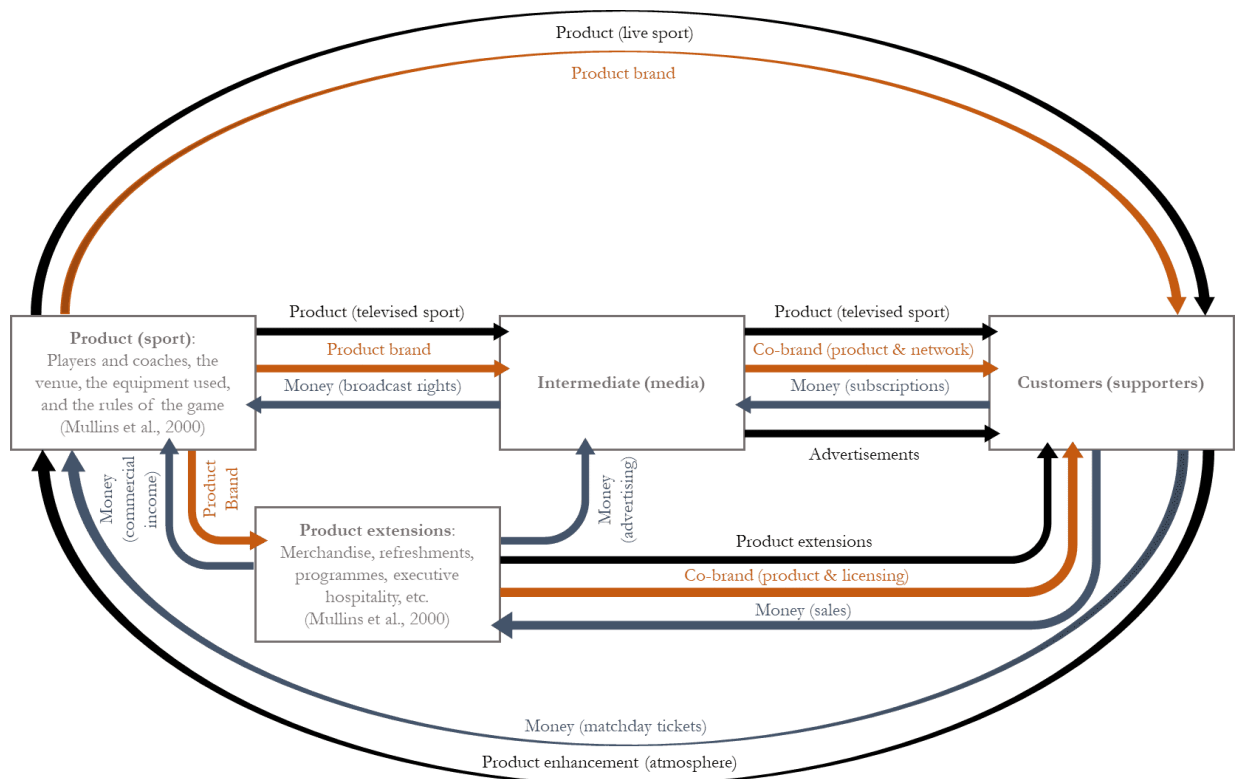 Product (live sport)
Product brand
Product (televised sport)
Product (televised sport)
Product (sport):
Players and coaches, the
venue, the equipment used,
and the rules of the game
(Mullins et al., 2000)
Product brand
Co-brand (product & network)
Intermediate (media)
Customers (supporters)
Money (broadcast rights)
Money (subscriptions)
Advertisements
Money
(commercial
income)
Product
Brand
Money
(advertising)
Product extensions:
Merchandise, refreshments,
programmes, executive
hospitality, etc.
(Mullins et al., 2000)
Product extensions
Co-brand (product & licensing)
Money (sales)
Money (matchday tickets)
Product enhancement (atmosphere)